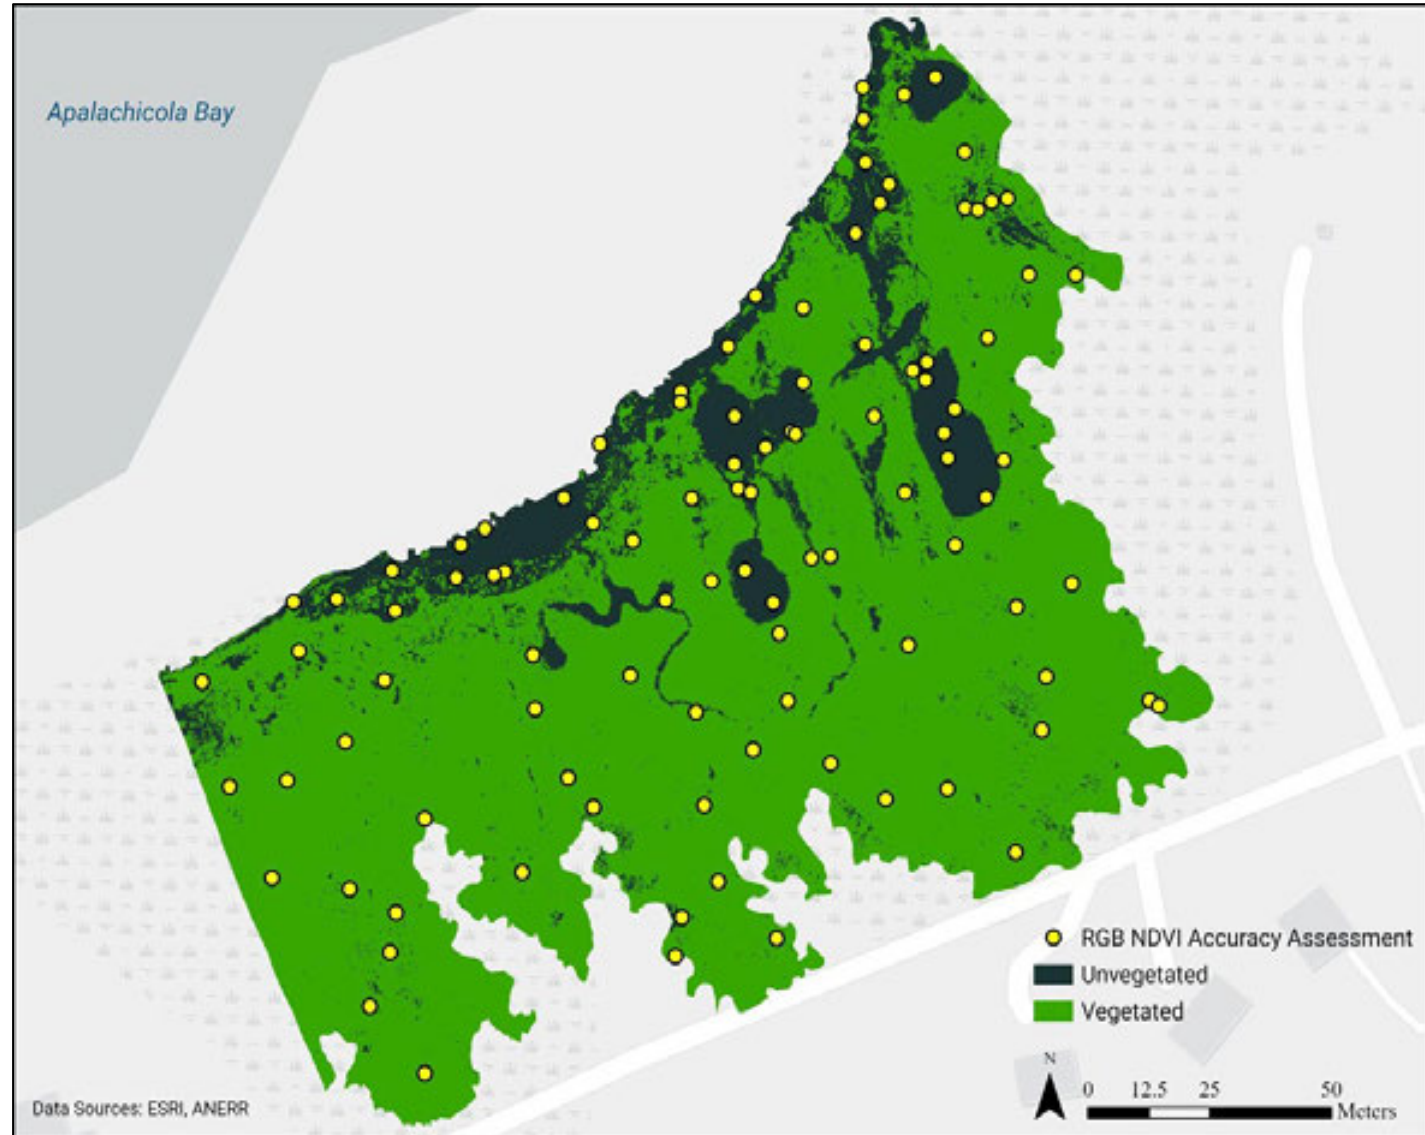 Apalachicola Bay
RGB NDVI Accuracy Assessment
Unvegetated
Vegetated
N
0 12.5 25 50
Meters
Data Sources: ESRI, ANERR